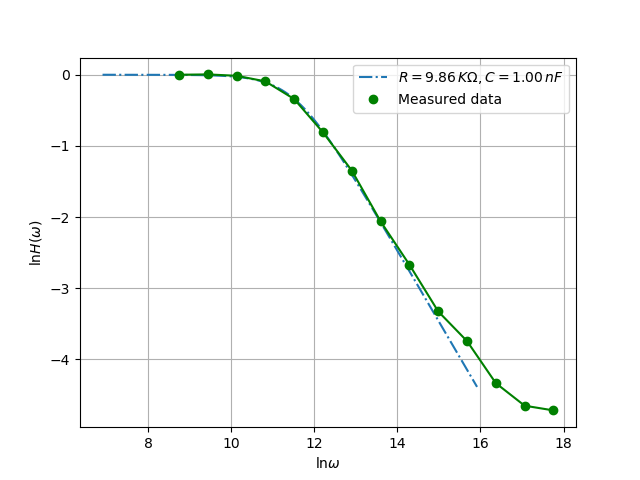 0
−1
−2
−3
−4
lnH(ω)
R = 9.86 KΩ, C = 1.00 nF
Measured data
8 10 12 14 16 18
lnω